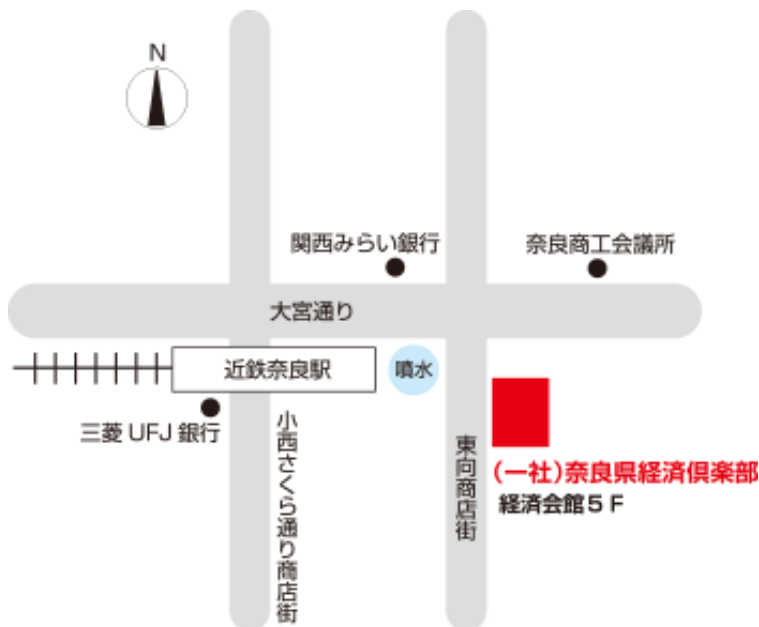 N
関西みらい銀行
奈良商工会議所
大宮通り
近鉄奈良駅
噴水
三菱UFJ銀行
小西さくら通り商店街
東向商店街
(一社)奈良県経済倶楽部
経済会館5F